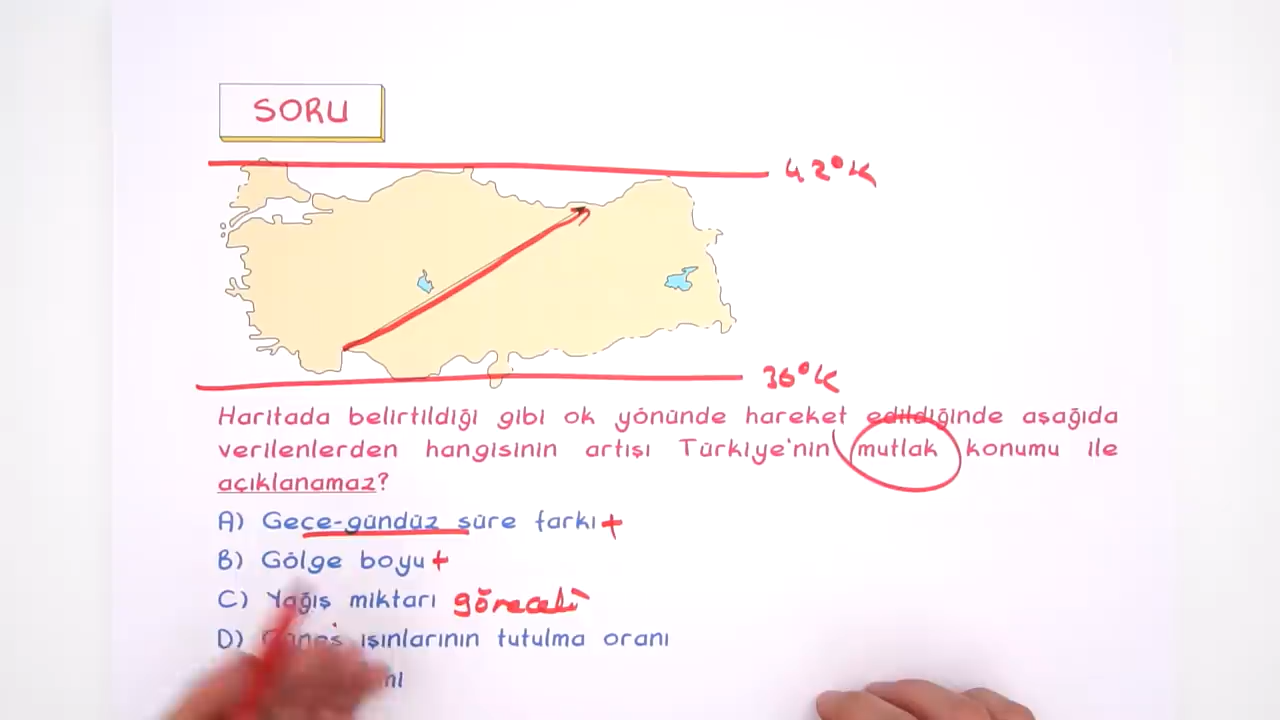 SORU
42°K
36°K
Haritada belirtildiği gibi ok yönünde hareket edildiğinde aşağıda
verilenlerden hangisinin artışı Türkiye'nin mutlak konumu ile
açıklanamaz?
A) Gece-gündüz süre farkı +
B) Gölge boyu +
C) Yağış miktarı göreceli
D) ışınlarının tutulma oranı